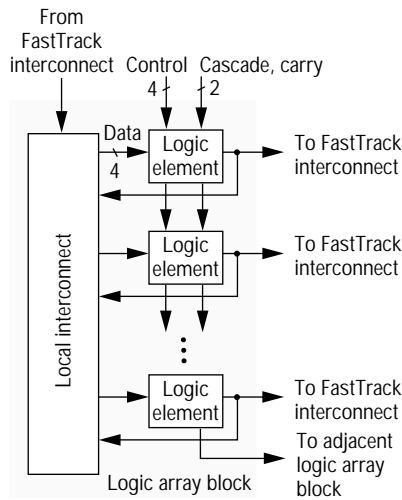 From
FastTrack
interconnect
Control
Cascade, carry
4
2
Data
4
Logic
element
To FastTrack
interconnect
Local interconnect
Logic
element
To FastTrack
interconnect
Logic
element
To FastTrack
interconnect
To adjacent
logic array
block
Logic array block